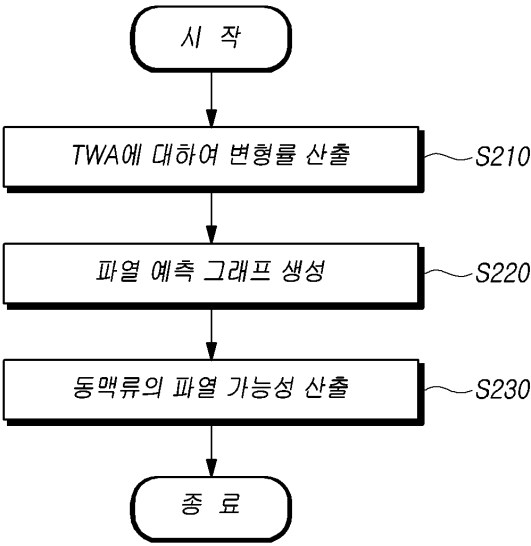 시 작
TWA에 대하여 변형률 산출
S210
파열 예측 그래프 생성
S220
동맥류의 파열 가능성 산출
S230
종 료